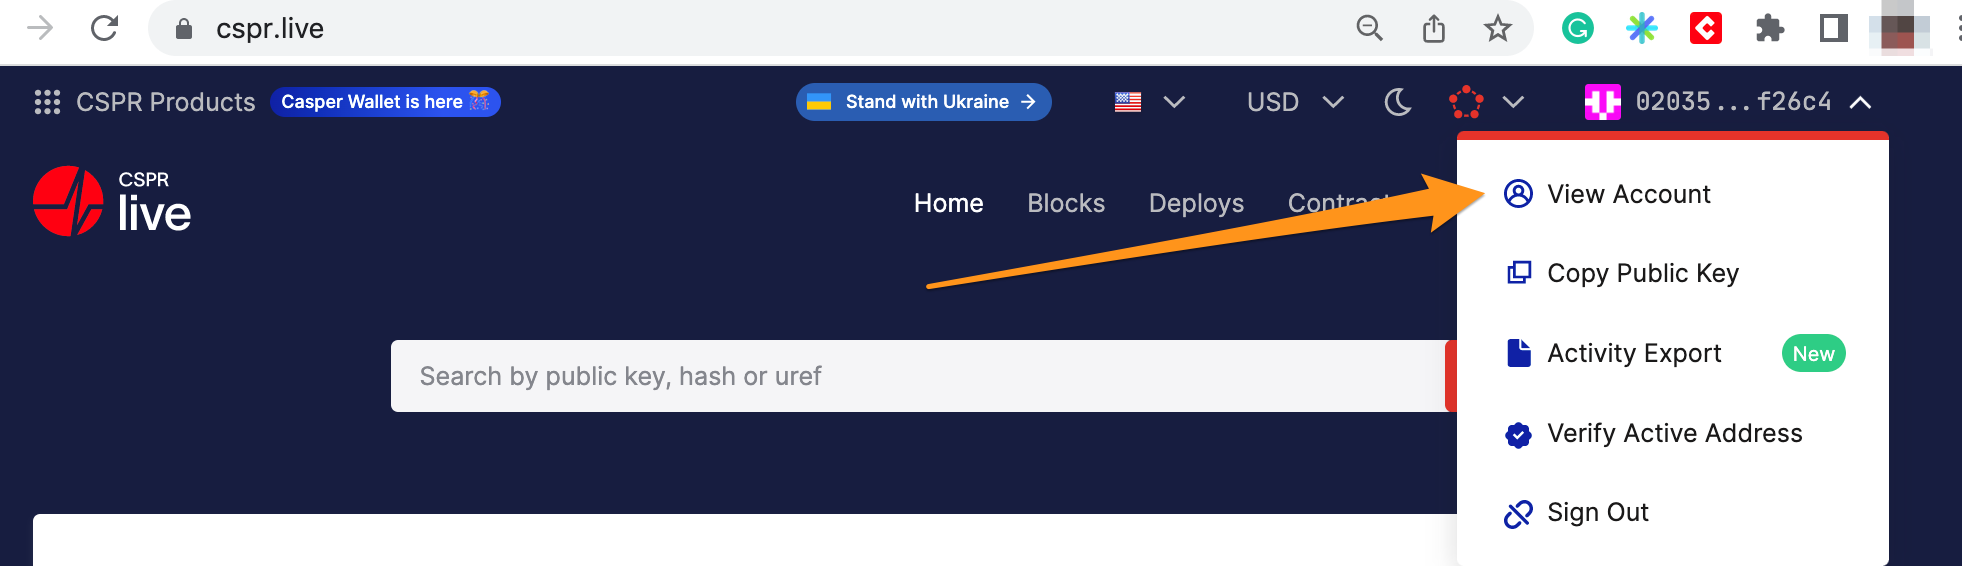 cspr.live
CSPR Products
Casper Wallet is here
Stand with Ukraine →
USD
02035...f26c4
CSPR
live
Home
Blocks
Deploys
Contract
View Account
Copy Public Key
Activity Export
New
Verify Active Address
Sign Out
Search by public key, hash or uref